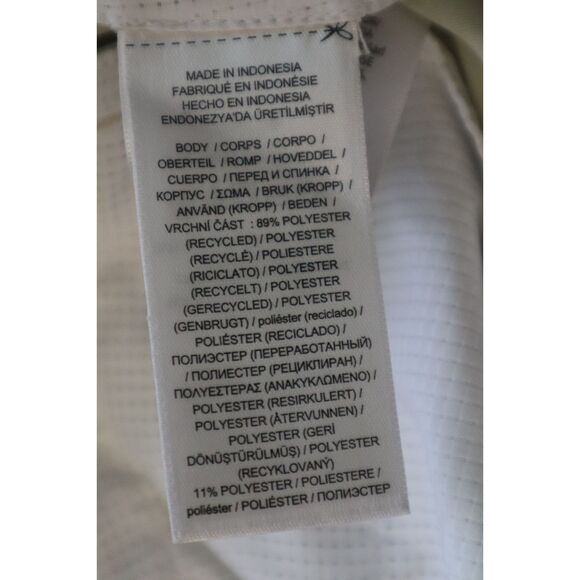 MADE IN INDONESIA
FABRIQUÉ EN INDONÉSIE
HECHO EN INDONESIA
ENDONEZYA'DA ÜRETİLMİŞTİR
BODY / CORPS / CORPO /
OBERTEIL / ROMP / HOVEDDEL /
CUERPO / ПЕРЕД И СПИНКА /
КОРПУС / ΣΩΜΑ / BRUK (KROPP) /
ANVÄND (KROPP) / BEDEN /
VRCHNÍ ČÁST : 89% POLYESTER
(RECYCLED) / POLYESTER
(RECYCLÉ) / POLIESTERE
(RICICLATO) / POLYESTER
(RECYCELT) / POLYESTER
(GERECYCLED) / POLYESTER
(GENBRUGT) / poliéster (reciclado) /
POLIÉSTER (RECICLADO) /
ПОЛИЭСТЕР (ПЕРЕРАБОТАННЫЙ)
/ ПОЛИЕСТЕР (РЕЦИКЛИРАН) /
ΠΟΛΥΕΣΤΕΡΑΣ (ΑΝΑΚΥΚΛΩΜΕΝΟ) /
POLYESTER (RESIRKULERT) /
POLYESTER (ÅTERVUNNEN) /
POLYESTER (GERİ
DÖNÜŞTÜRÜLMÜŞ) / POLYESTER
(RECYKLOVANÝ)
11% POLYESTER / POLIESTERE /
poliéster / POLIÉSTER / ПОЛИЭСТЕР